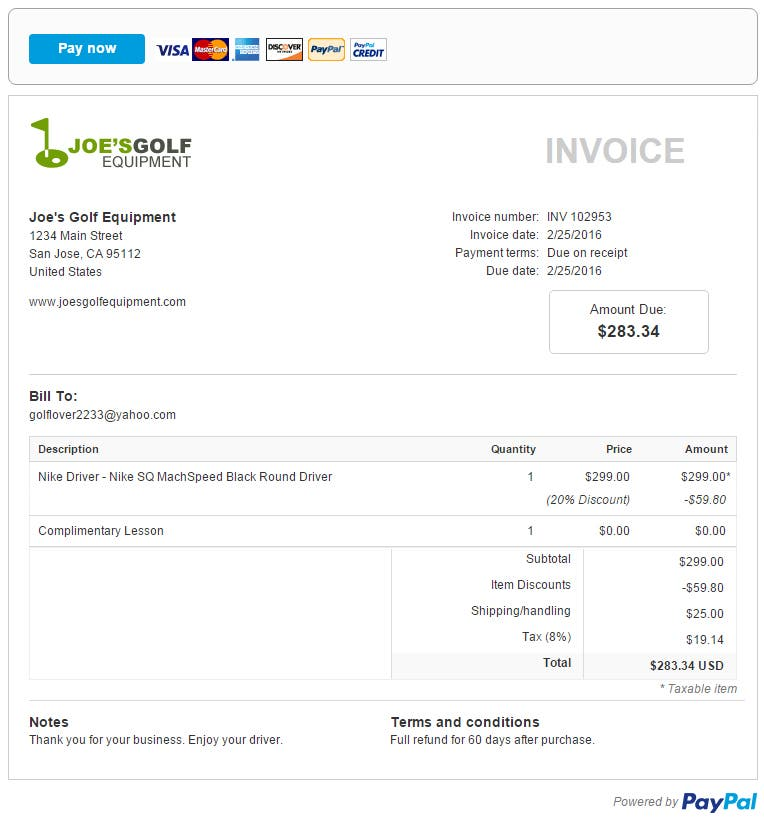 Pay now VISA MasterCard AMERICAN EXPRESS DISCOVER PayPal PayPal CREDIT
JOE'SGOLF
EQUIPMENT
INVOICE
Joe's Golf Equipment
1234 Main Street
San Jose, CA 95112
United States
www.joesgolfequipment.com
Invoice number: INV 102953
Invoice date: 2/25/2016
Payment terms: Due on receipt
Due date: 2/25/2016
Amount Due:
$283.34
Bill To:
golflover2233@yahoo.com
Description Quantity Price Amount
Nike Driver - Nike SQ MachSpeed Black Round Driver 1 $299.00 $299.00*
(20% Discount) -$59.80
Complimentary Lesson 1 $0.00 $0.00
Subtotal $299.00
Item Discounts -$59.80
Shipping/handling $25.00
Tax (8%) $19.14
Total $283.34 USD
* Taxable item
Notes
Thank you for your business. Enjoy your driver.
Terms and conditions
Full refund for 60 days after purchase.
Powered by PayPal